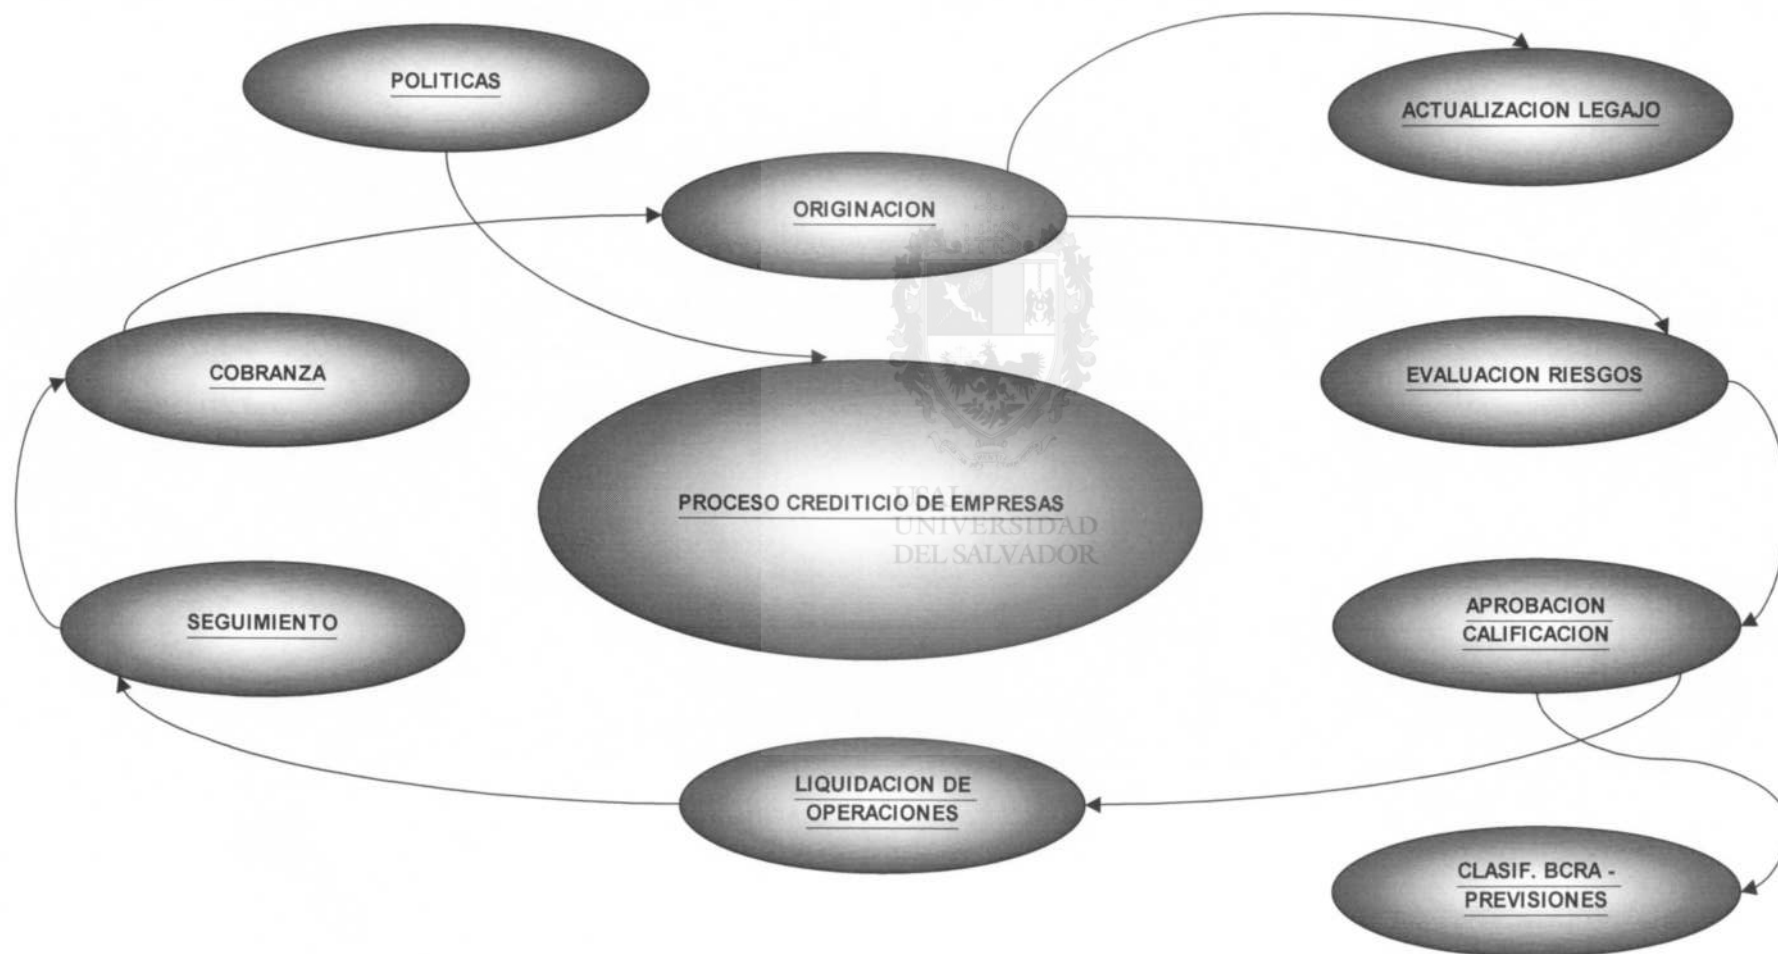 POLITICAS
ACTUALIZACION LEGAJO
ORIGINACION
COBRANZA
EVALUACION RIESGOS
PROCESO CREDITICIO DE EMPRESAS
USAL
UNIVERSIDAD
DEL SALVADOR
SEGUIMIENTO
APROBACION
CALIFICACION
LIQUIDACION DE
OPERACIONES
CLASIF. BCRA -
PREVISIONES